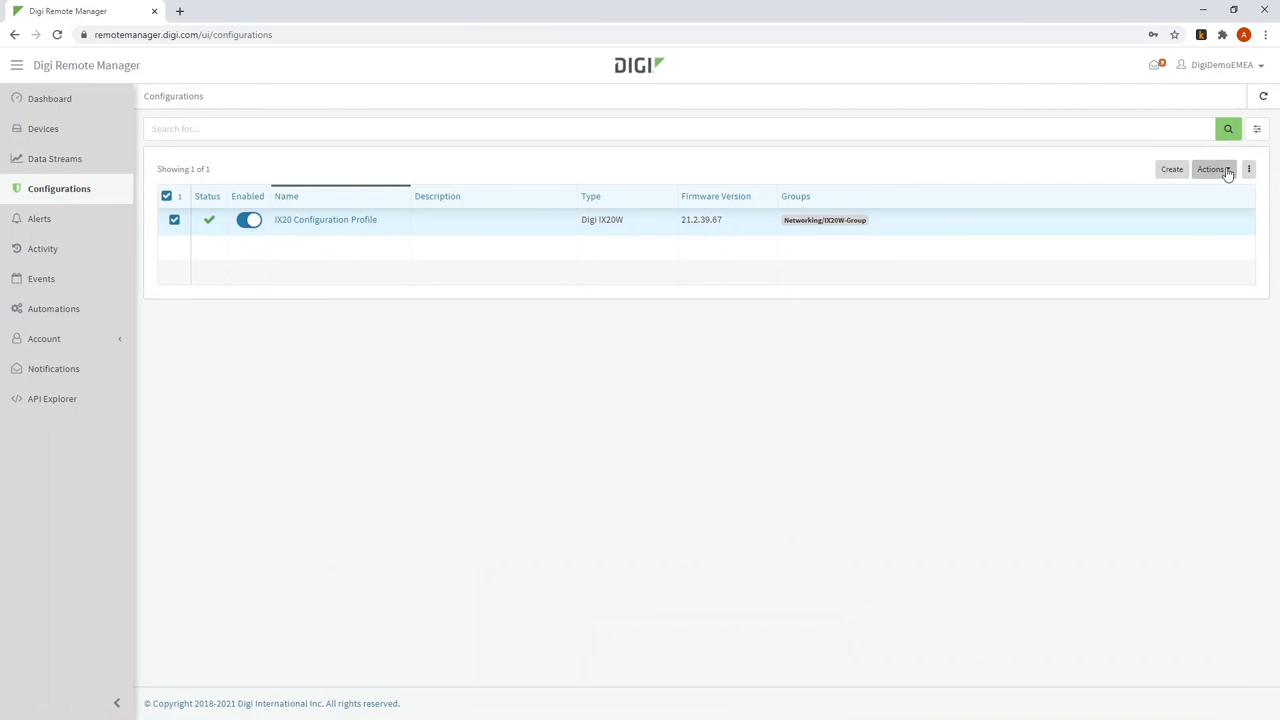 Digi Remote Manager
remotemanager.digi.com/ui/configurations
A
Digi Remote Manager
DIGI
DigiDemoEMEA
Dashboard
Devices
Data Streams
Configurations
Alerts
Activity
Events
Automations
Account
Notifications
API Explorer
Configurations
Search for...
Showing 1 of 1
Create
Actions
1 Status Enabled Name Description Type Firmware Version Groups
IX20 Configuration Profile Digi IX20W 21.2.39.67 Networking/IX20W-Group
© Copyright 2018-2021 Digi International Inc. All rights reserved.